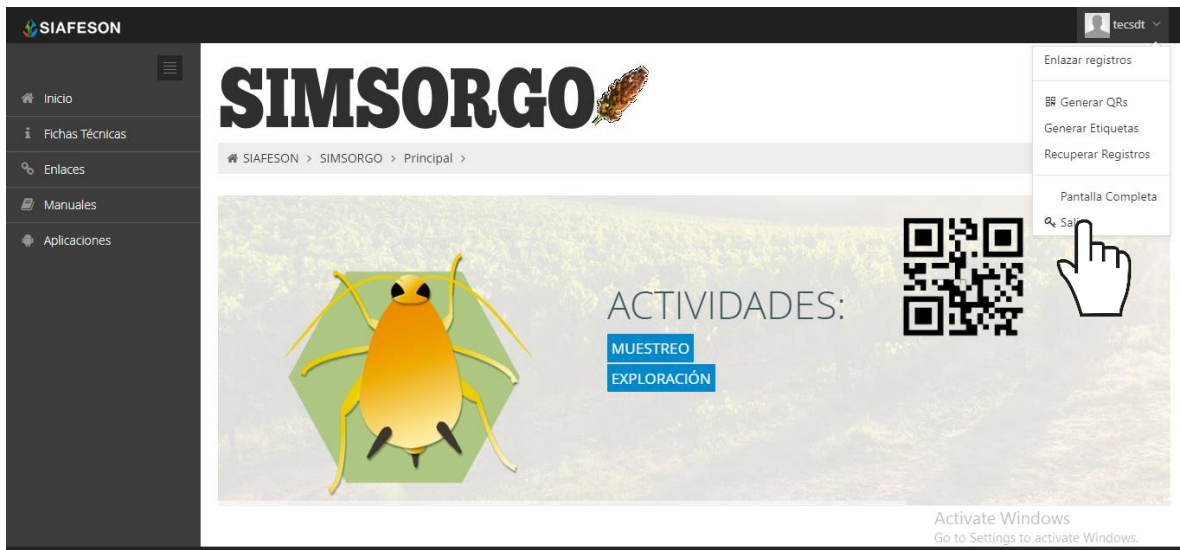 SIAFESON
tecsdt
Inicio
Fichas Técnicas
Enlaces
Manuales
Aplicaciones
SIMSORGO
SIAFESON > SIMSORGO > Principal >
ACTIVIDADES:
MUESTREO
EXPLORACIÓN
Enlazar registros
Generar QRs
Generar Etiquetas
Recuperar Registros
Pantalla Completa
Activate Windows
Go to Settings to activate Windows.